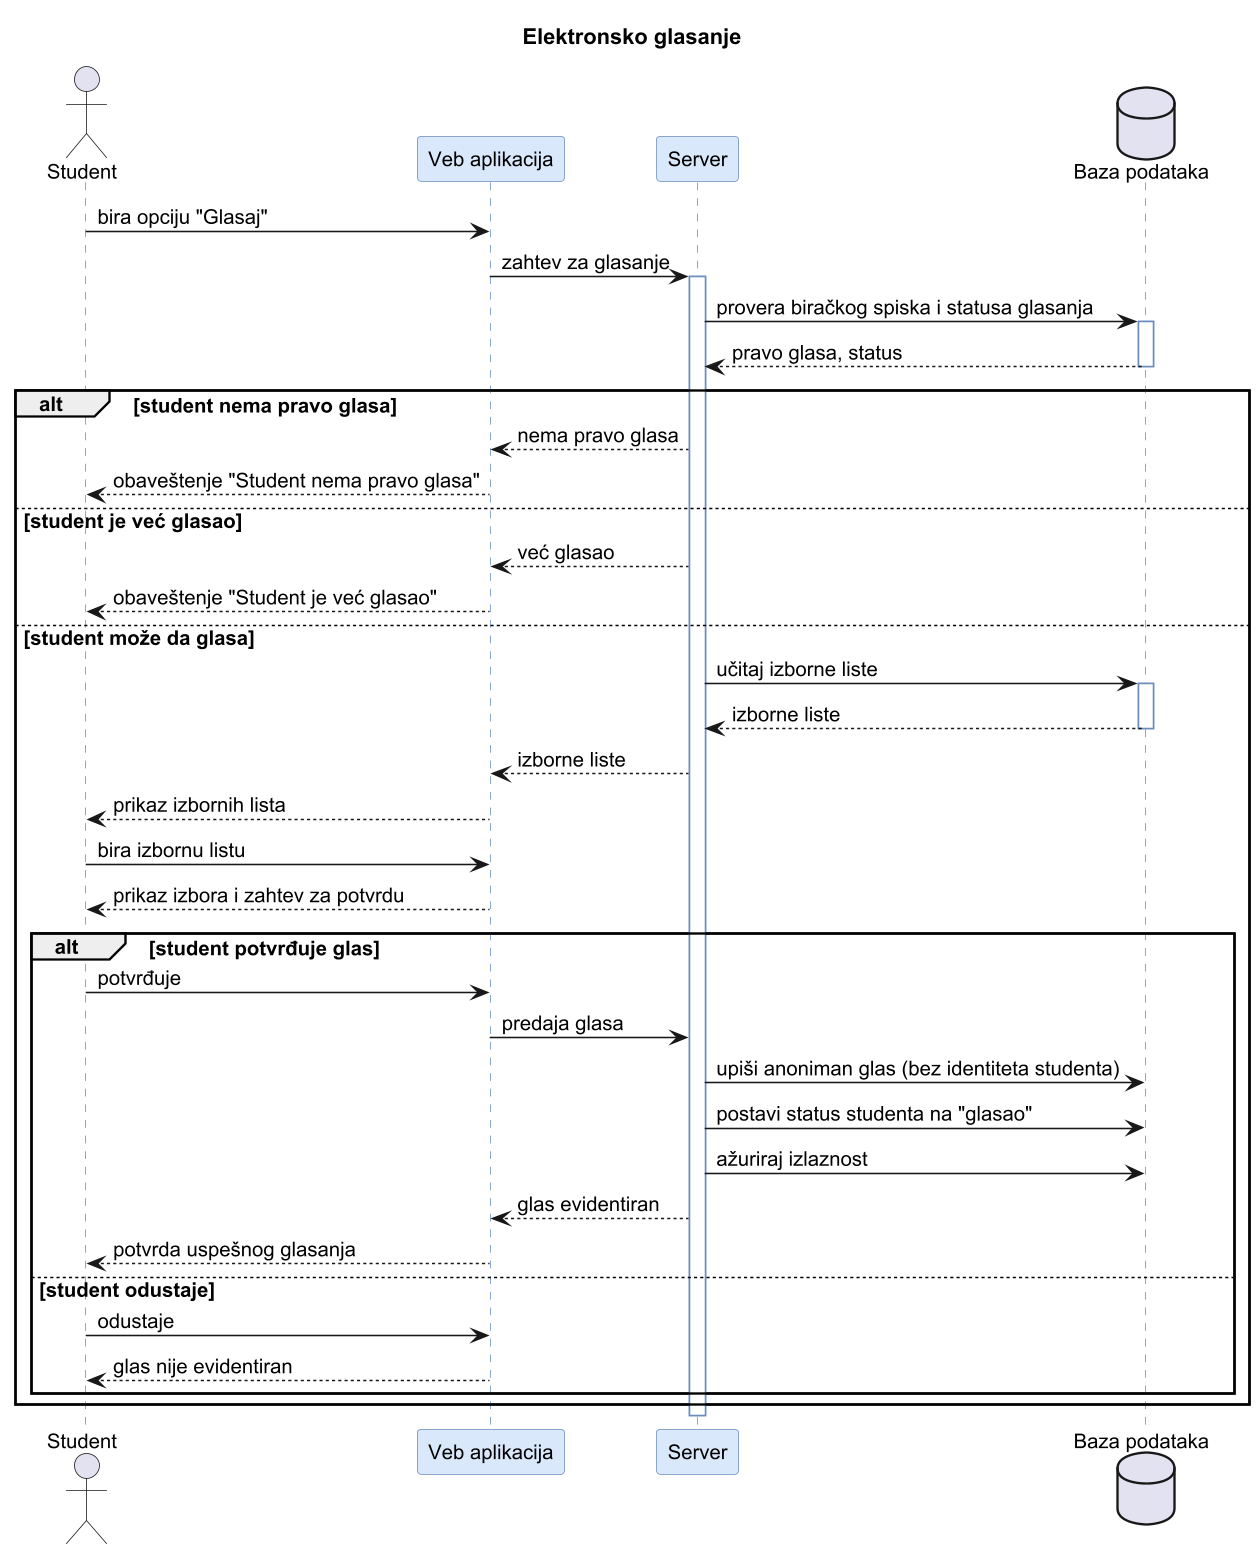 Elektronsko glasanje
Student
Veb aplikacija
Server
Baza podataka
bira opciju "Glasaj"
zahtev za glasanje
provera biračkog spiska i statusa glasanja
pravo glasa, status
alt [student nema pravo glasa]
nema pravo glasa
obaveštenje "Student nema pravo glasa"
[student je već glasao]
već glasao
obaveštenje "Student je već glasao"
[student može da glasa]
učitaj izborne liste
izborne liste
izborne liste
prikaz izbornih lista
bira izbornu listu
prikaz izbora i zahtev za potvrdu
alt [student potvrđuje glas]
potvrđuje
predaja glasa
upiši anoniman glas (bez identiteta studenta)
postavi status studenta na "glasao"
ažuriraj izlaznost
glas evidentiran
potvrda uspešnog glasanja
[student odustaje]
odustaje
glas nije evidentiran
Student
Veb aplikacija
Server
Baza podataka